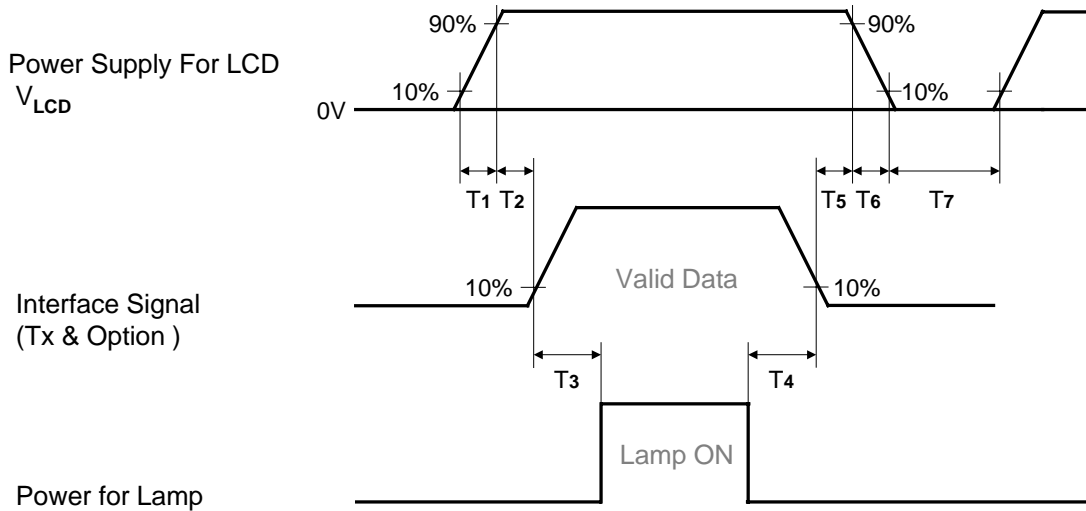 90%
90%
Power Supply For LCD
VLCD
10%
10%
0V
T1 T2
T5 T6 T7
Valid Data
10%
10%
Interface Signal
(Tx & Option )
T3
T4
Lamp ON
Power for Lamp